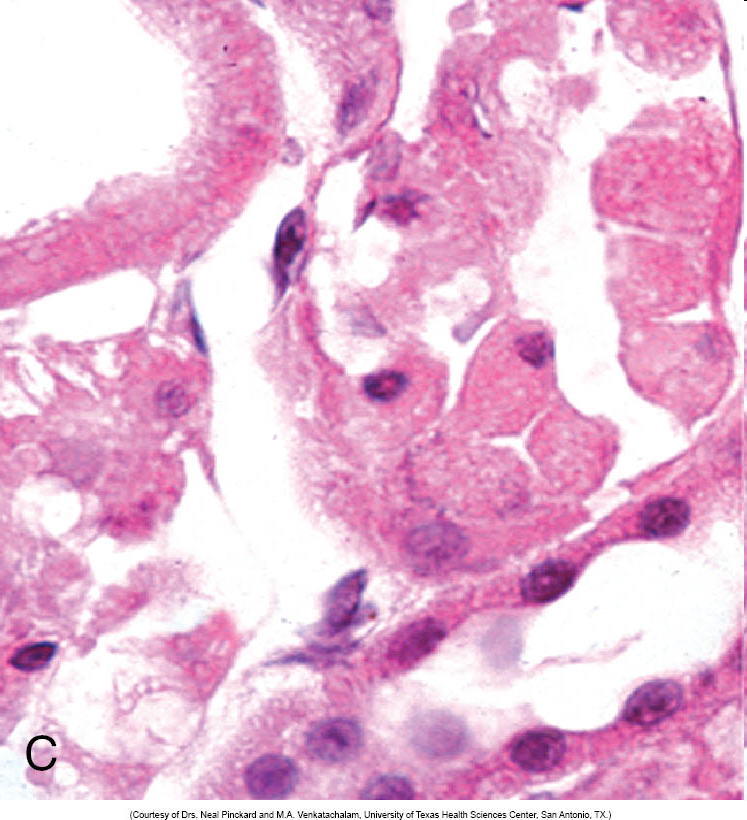 C
(Courtesy of Drs. Neal Pinckard and M.A. Venkatachalam, University of Texas Health Sciences Center, San Antonio, TX.)